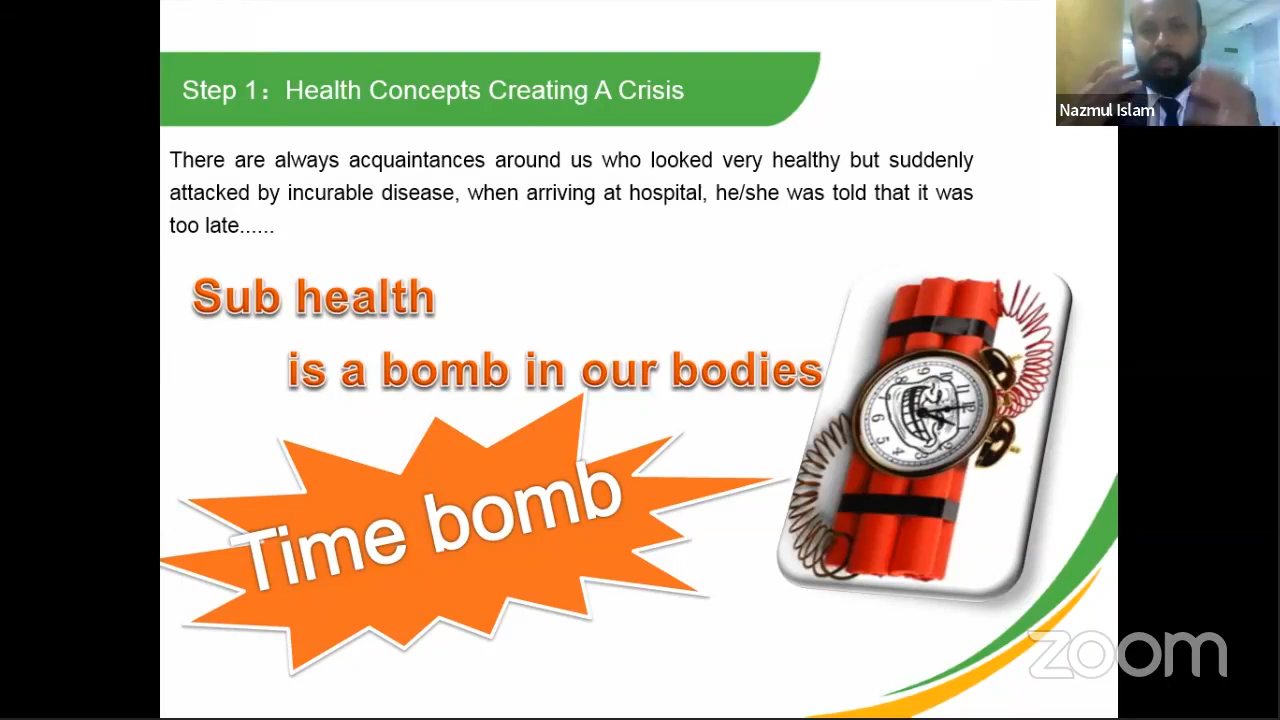 Step 1：Health Concepts Creating A Crisis
Nazmul Islam
There are always acquaintances around us who looked very healthy but suddenly
attacked by incurable disease, when arriving at hospital, he/she was told that it was
too late......
Sub health
is a bomb in our bodies
Time bomb
zoom